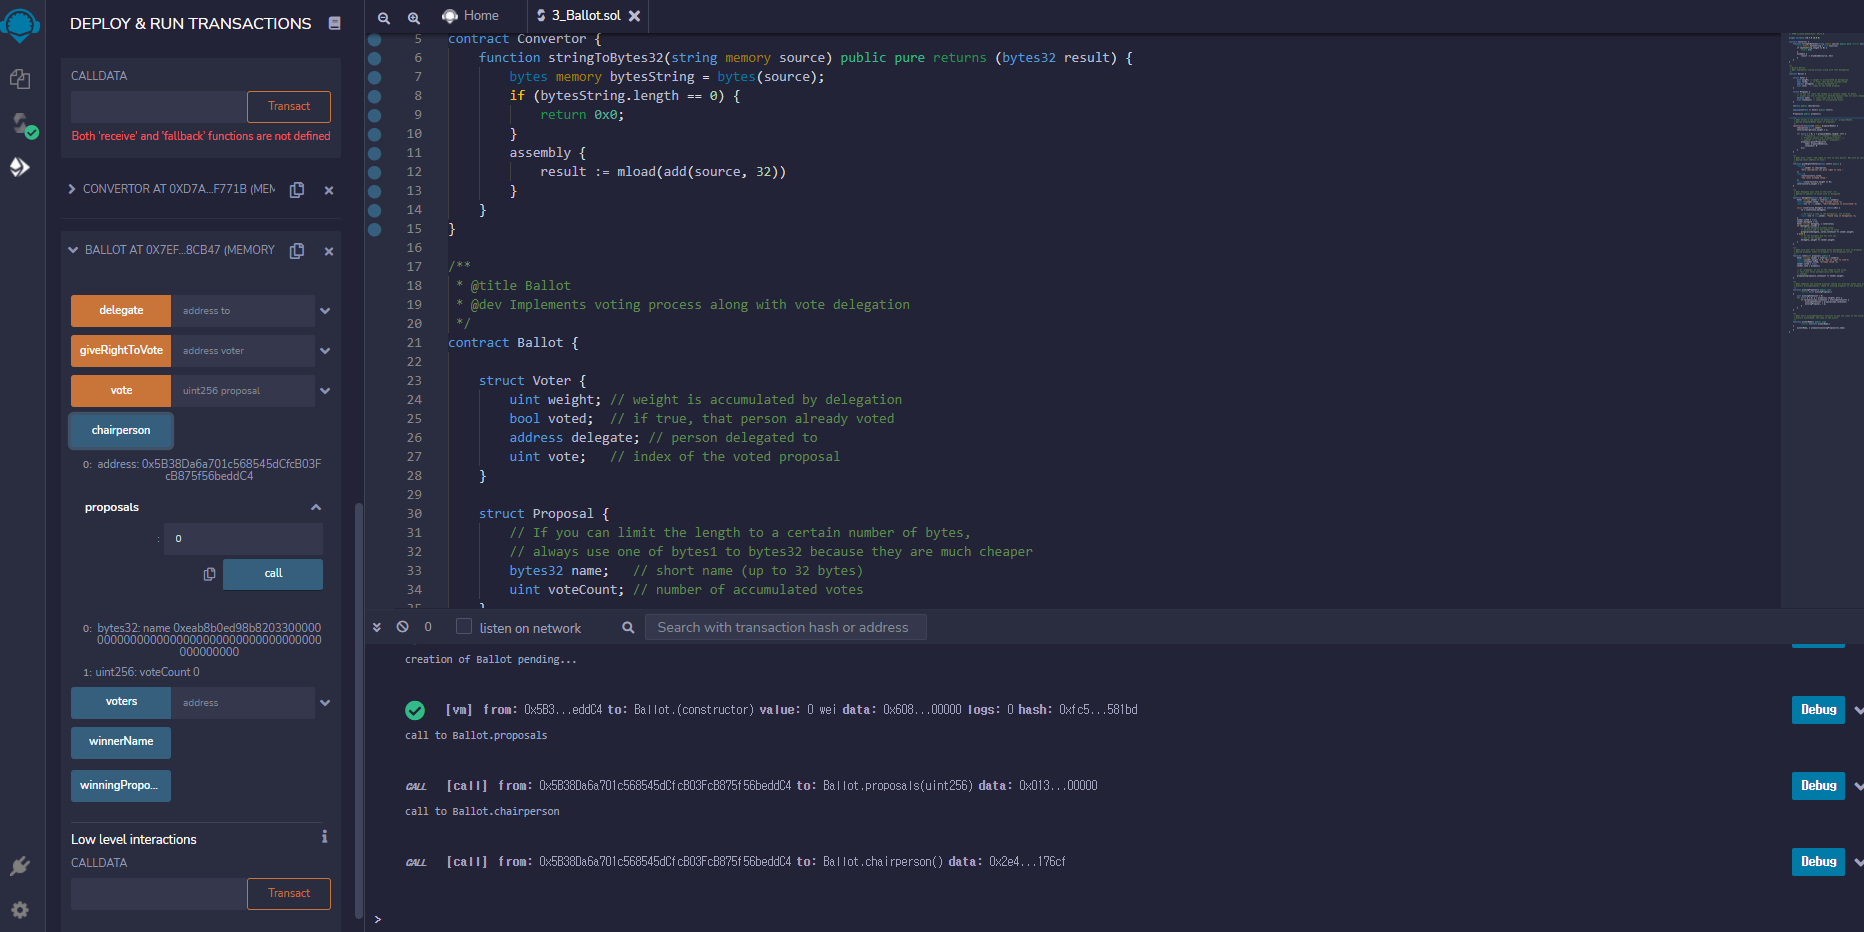 DEPLOY & RUN TRANSACTIONS
CALLDATA
Transact
Both 'receive' and 'fallback' functions are not defined
CONVERTOR AT 0XD7A...F771B (MEM
BALLOT AT 0X7EF...8CB47 (MEMORY
delegate address to
giveRightToVote address voter
vote uint256 proposal
chairperson
0: address: 0x5B38Da6a701c568545dCfcB03F
cB875f56beddC4
proposals
: 0
call
0: bytes32: name 0xeab8b0ed98b8203300000
0000000000000000000000000000000000
000000000
1: uint256: voteCount 0
voters address
winnerName
winningPropo...
Low level interactions
CALLDATA
Transact
Home 3_Ballot.sol
5 contract Convertor {
6 function stringToBytes32(string memory source) public pure returns (bytes32 result) {
7 bytes memory bytesString = bytes(source);
8 if (bytesString.length == 0) {
9 return 0x0;
10 }
11 assembly {
12 result := mload(add(source, 32))
13 }
14 }
15 }
16
17 /**
18 * @title Ballot
19 * @dev Implements voting process along with vote delegation
20 */
21 contract Ballot {
22
23 struct Voter {
24 uint weight; // weight is accumulated by delegation
25 bool voted; // if true, that person already voted
26 address delegate; // person delegated to
27 uint vote; // index of the voted proposal
28 }
29
30 struct Proposal {
31 // If you can limit the length to a certain number of bytes,
32 // always use one of bytes1 to bytes32 because they are much cheaper
33 bytes32 name; // short name (up to 32 bytes)
34 uint voteCount; // number of accumulated votes
35 }
0 listen on network Search with transaction hash or address
creation of Ballot pending...
[vm] from: 0x5B3...eddC4 to: Ballot.(constructor) value: 0 wei data: 0x608...00000 logs: 0 hash: 0xfc5...581bd Debug
call to Ballot.proposals
CALL [call] from: 0x5B38Da6a701c568545dCfcB03FcB875f56beddC4 to: Ballot.proposals(uint256) data: 0x013...00000 Debug
call to Ballot.chairperson
CALL [call] from: 0x5B38Da6a701c568545dCfcB03FcB875f56beddC4 to: Ballot.chairperson() data: 0x2e4...176cf Debug
>